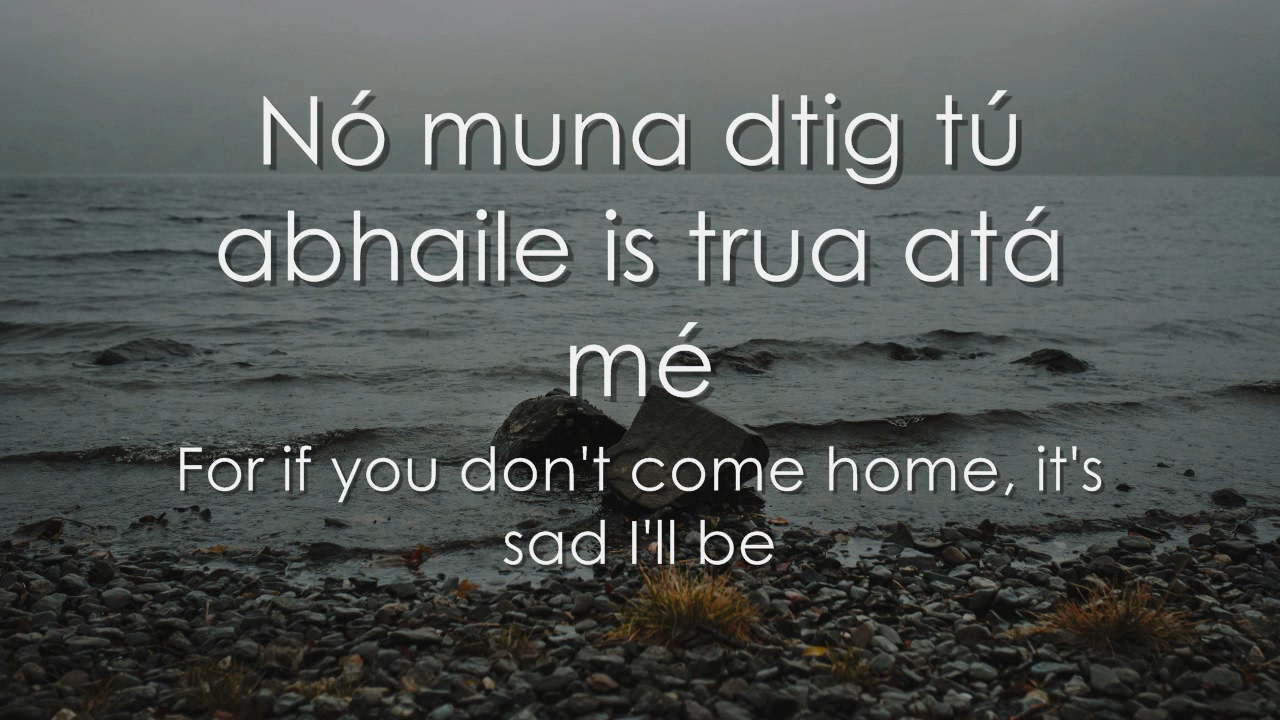 Nó muna dtig tú
abhaile is trua atá
mé
For if you don't come home, it's
sad I'll be